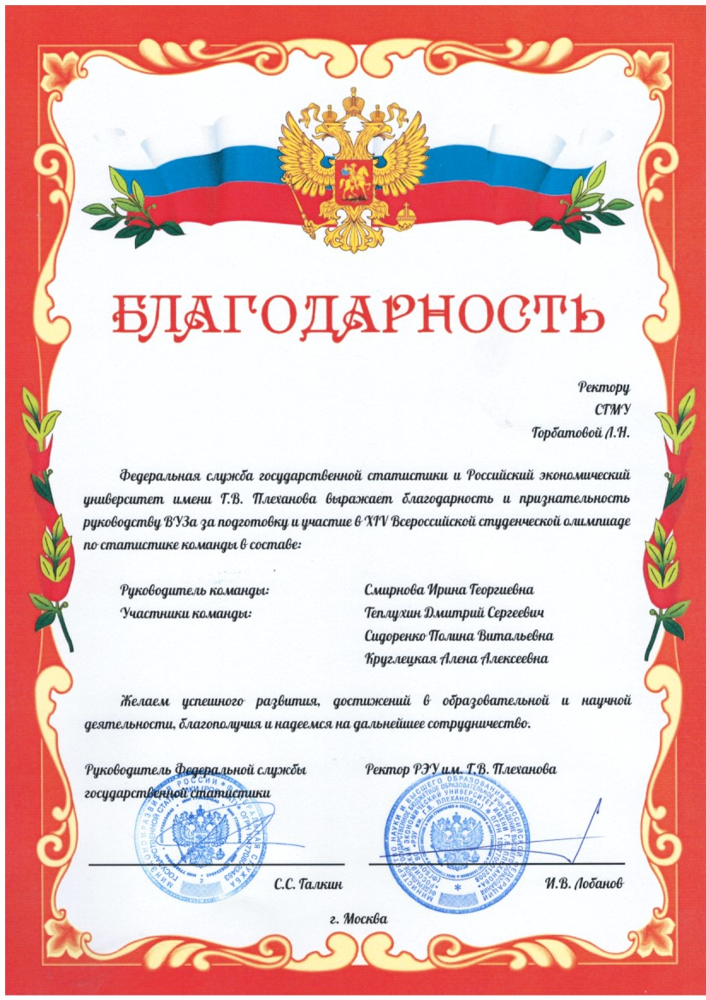 БЛАГОДАРНОСТЬ
Ректору
СГМУ
Горбатовой Л.Н.
Федеральная служба государственной статистики и Российский экономический
университет имени Г.В. Плеханова выражает благодарность и признательность
руководству ВУЗа за подготовку и участие в XIV Всероссийской студенческой олимпиаде
по статистике команды в составе:
Руководитель команды: Смирнова Ирина Георгиевна
Участники команды: Теплухин Дмитрий Сергеевич
Сидоренко Полина Витальевна
Круглецкая Алена Алексеевна
Желаем успешного развития, достижений в образовательной и научной
деятельности, благополучия и надеемся на дальнейшее сотрудничество.
Руководитель Федеральной службы
государственной статистики
Ректор РЭУ им. Г.В. Плеханова
С.С. Галкин
И.В. Лобанов
г. Москва